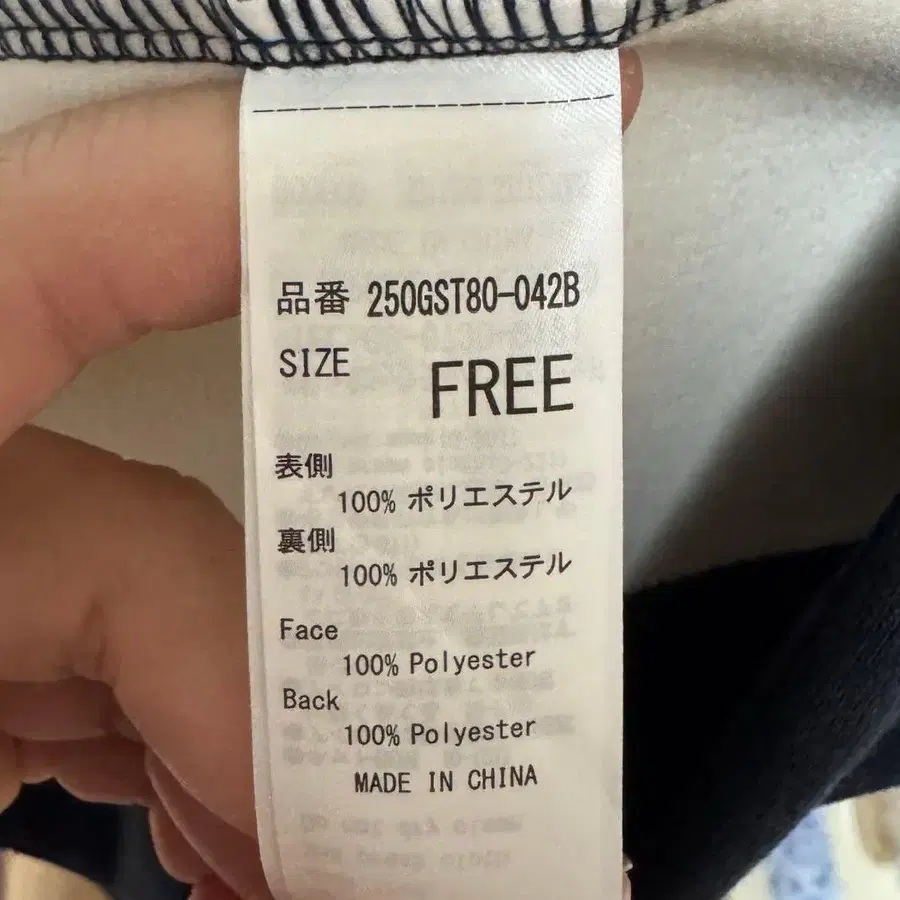 品番 250GST80-042B
SIZE
FREE
表側
100% ポリエステル
裏側
100% ポリエステル
Face
100% Polyester
Back
100% Polyester
MADE IN CHINA